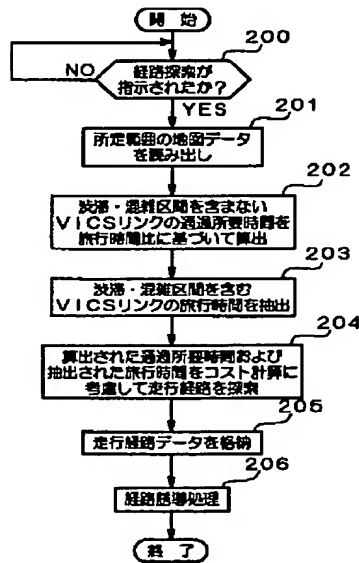 開 始
200
経路探索が
指示されたか？
NO
YES
201
所定範囲の地図データ
を読み出し
202
渋滞・混雑区間を含まない
VICSリンクの通過所要時間を
旅行時間比に基づいて算出
203
渋滞・混雑区間を含む
VICSリンクの旅行時間を抽出
204
算出された通過所要時間および
抽出された旅行時間をコスト計算に
考慮して走行経路を探索
205
走行経路データを格納
206
経路誘導処理
終 了